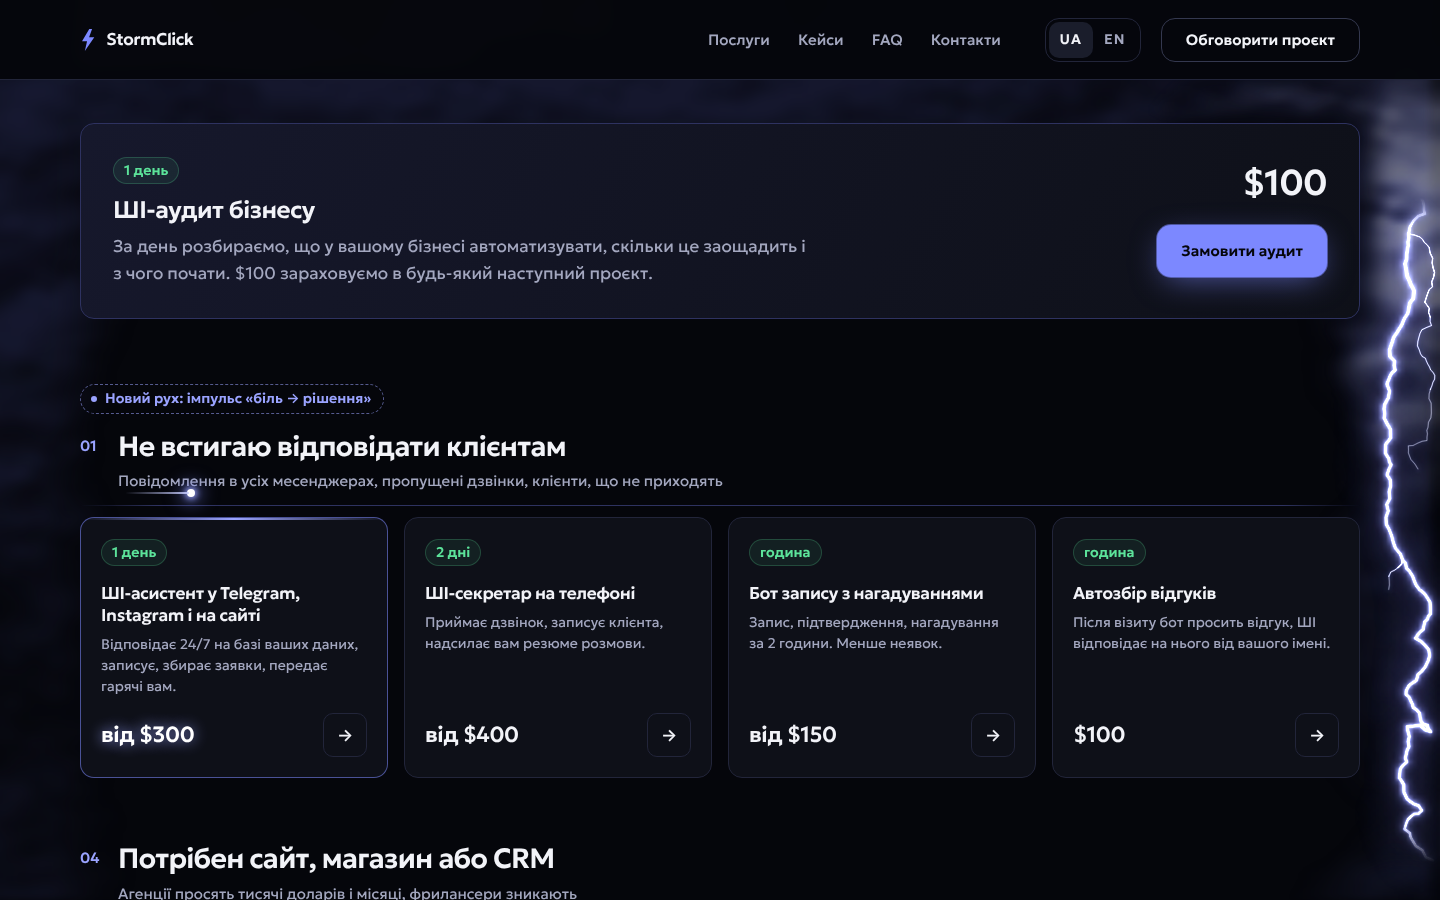 StormClick
Послуги
Кейси
FAQ
Контакти
UA
EN
Обговорити проєкт
1 день
ШІ-аудит бізнесу
За день розбираємо, що у вашому бізнесі автоматизувати, скільки це заощадить і
з чого почати. $100 зараховуємо в будь-який наступний проєкт.
$100
Замовити аудит
Новий рух: імпульс «біль → рішення»
01
Не встигаю відповідати клієнтам
Повідомлення в усіх месенджерах, пропущені дзвінки, клієнти, що не приходять
1 день
ШІ-асистент у Telegram,
Instagram і на сайті
Відповідає 24/7 на базі ваших даних,
записує, збирає заявки, передає
гарячі вам.
від $300
→
2 дні
ШІ-секретар на телефоні
Приймає дзвінок, записує клієнта,
надсилає вам резюме розмови.
від $400
→
година
Бот запису з нагадуваннями
Запис, підтвердження, нагадування
за 2 години. Менше неявок.
від $150
→
година
Автозбір відгуків
Після візиту бот просить відгук, ШІ
відповідає на нього від вашого імені.
$100
→
04
Потрібен сайт, магазин або CRM
Агенції просять тисячі доларів і місяці, фрилансери зникають